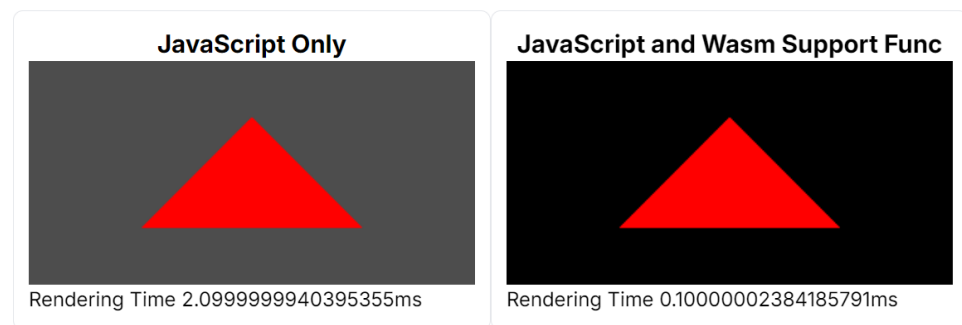 JavaScript Only
Rendering Time 2.0999999940395355ms
JavaScript and Wasm Support Func
Rendering Time 0.10000002384185791ms